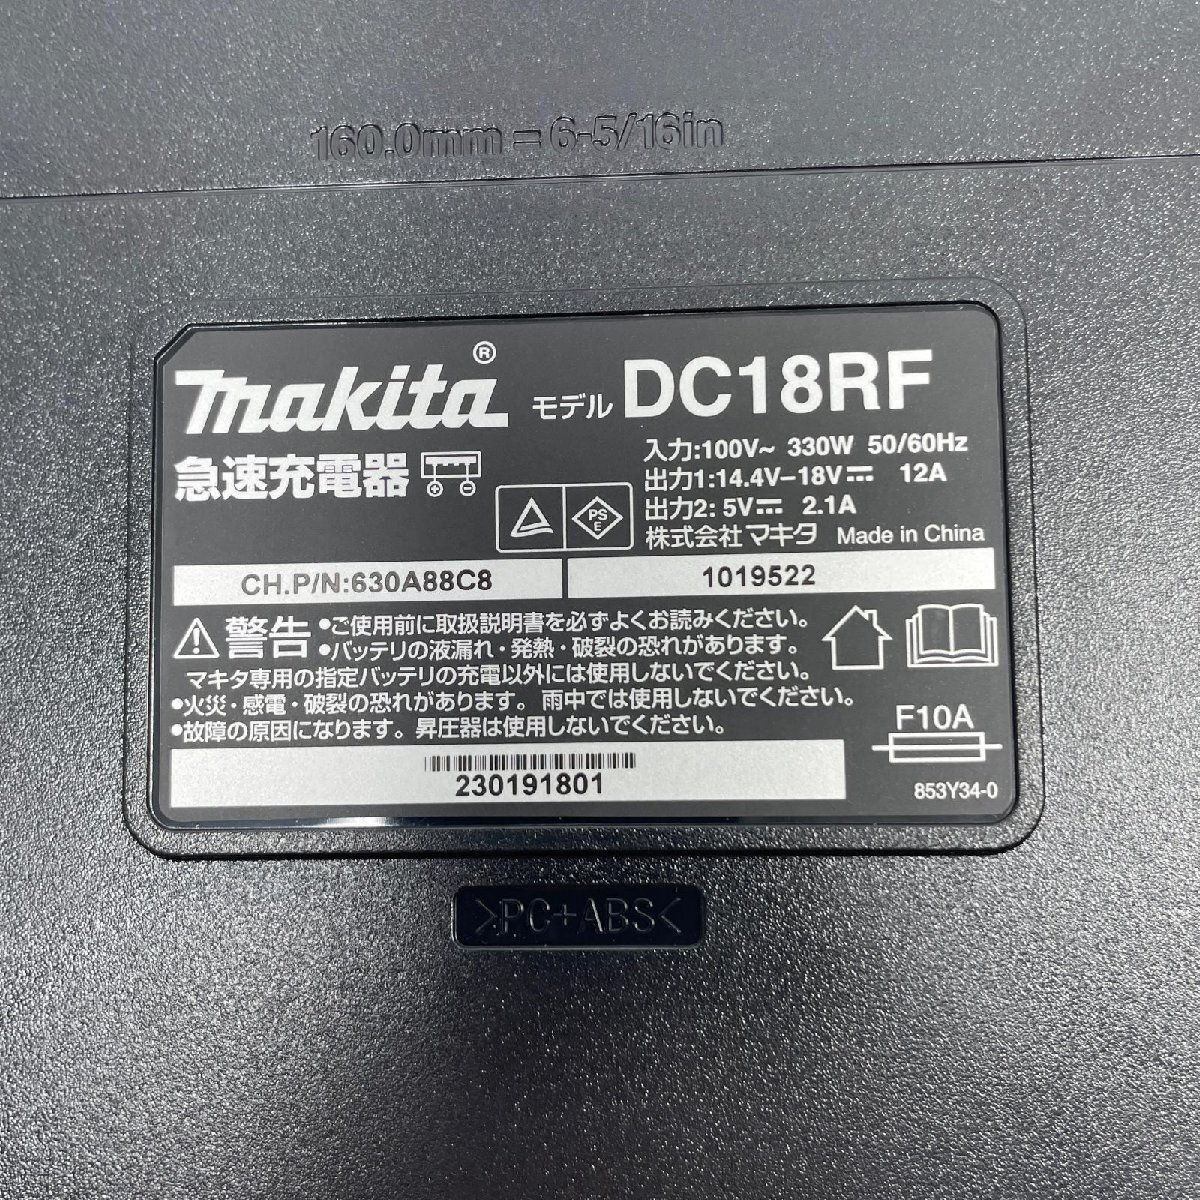 160.0mm = 6-5/16in
makita® モデル DC18RF
急速充電器
入力:100V~ 330W 50/60Hz
出力1:14.4V-18V⎓ 12A
出力2: 5V⎓ 2.1A
PS
E
株式会社マキタ Made in China
CH.P/N:630A88C8 1019522
警告 •ご使用前に取扱説明書を必ずよくお読みください。
•バッテリの液漏れ・発熱・破裂の恐れがあります。
マキタ専用の指定バッテリの充電以外には使用しないでください。
•火災・感電・破裂の恐れがあります。雨中では使用しないでください。
•故障の原因になります。昇圧器は使用しないでください。
F10A
230191801
853Y34-0
>PC+ABS<